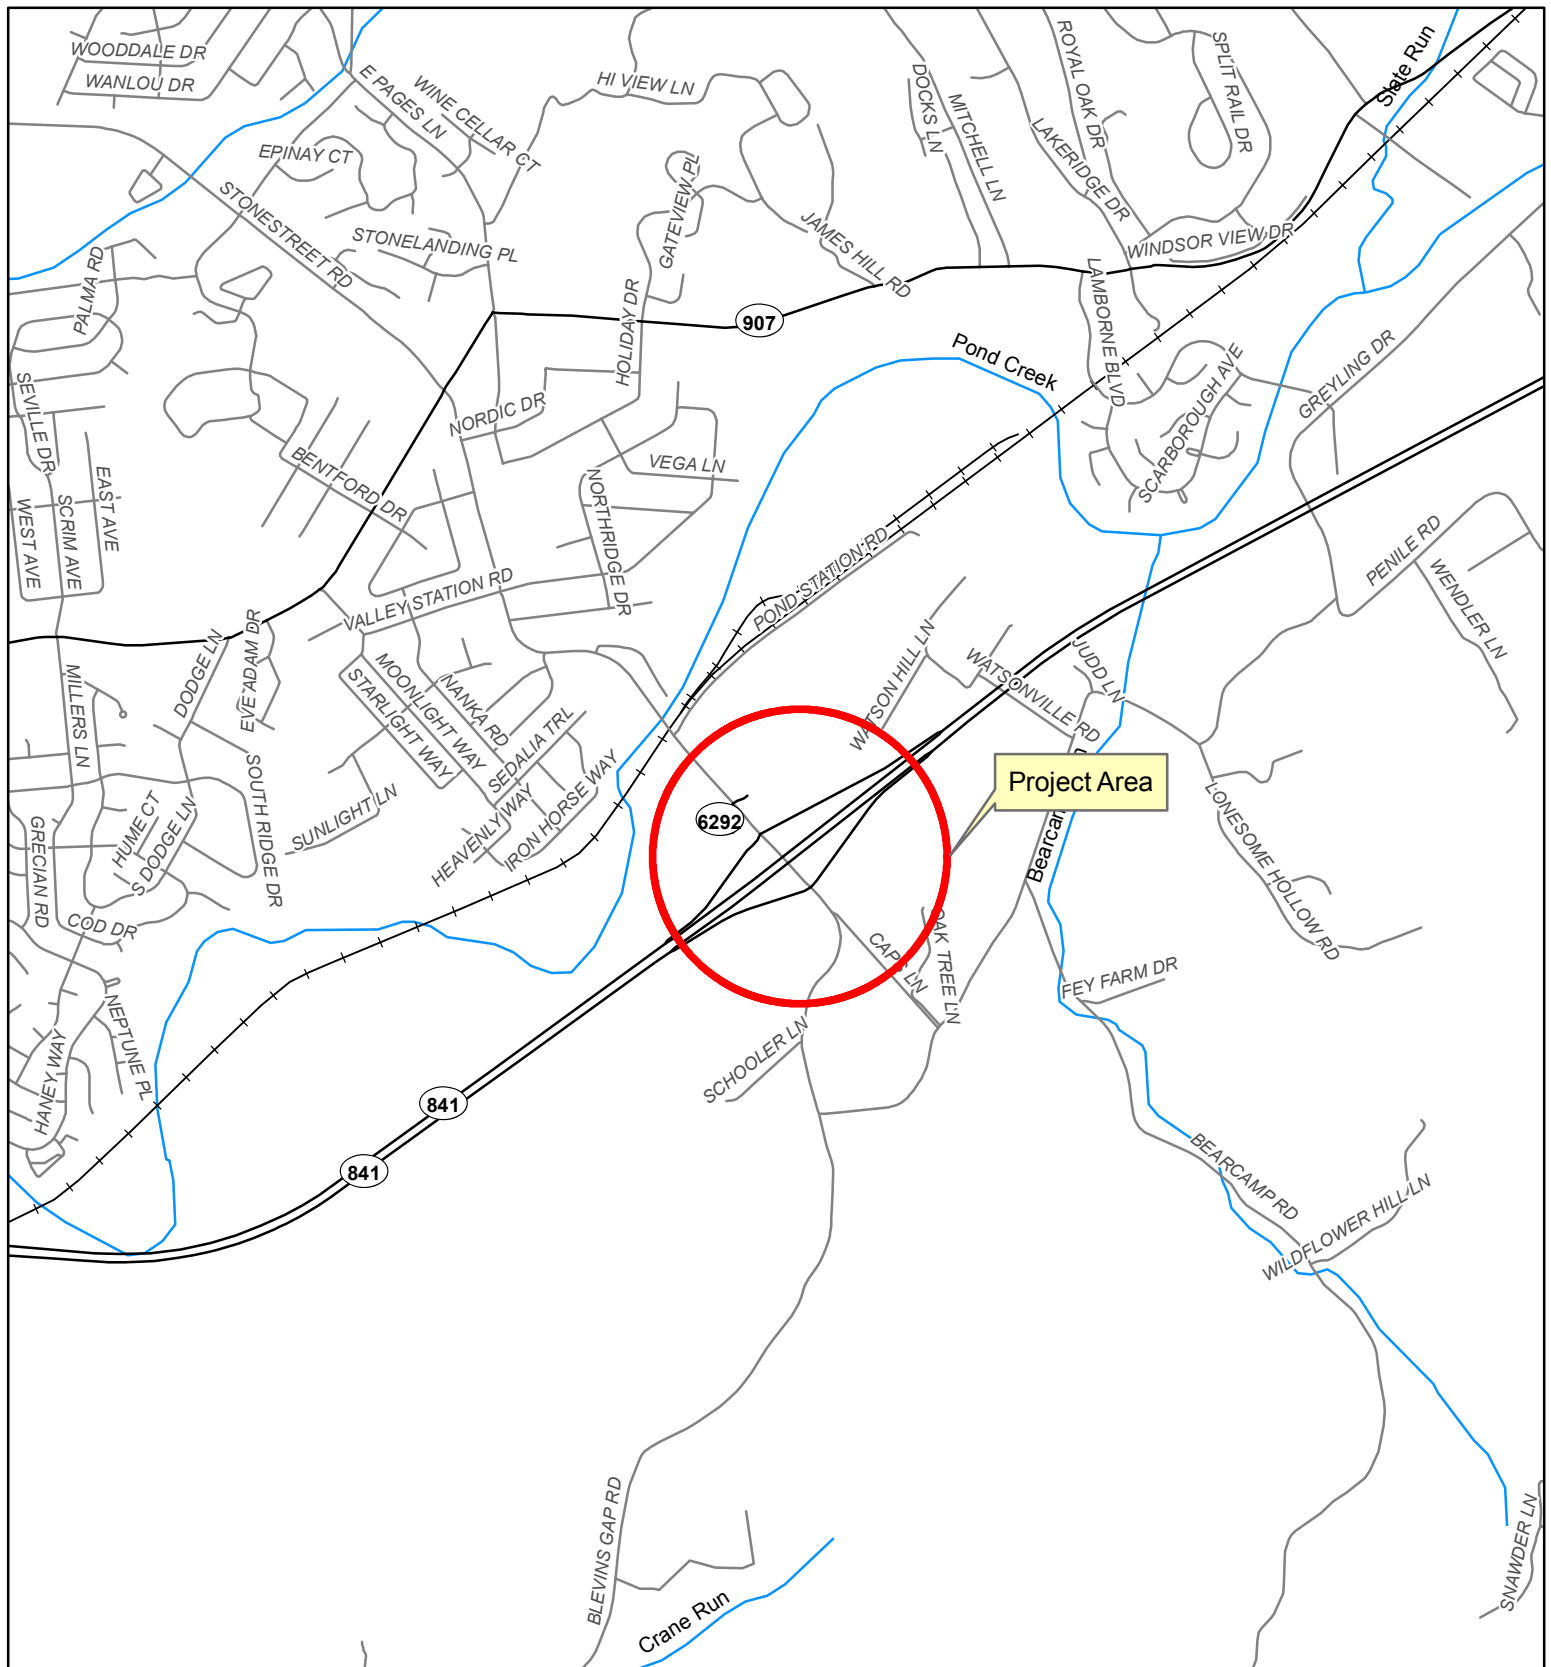 WOODDALE DR
WANLOU DR
E PAGES LN
WINE CELLAR CT
HI VIEW LN
DOCKS LN
MITCHELL LN
ROYAL OAK DR
LAKERIDGE DR
SPLIT RAIL DR
Slate Run
EPINAY CT
STONESTREET RD
STONELANDING PL
GATEVIEW PL
JAMES HILL RD
WINDSOR VIEW DR
PALMA RD
HOLIDAY DR
907
LAMBORNE BLVD
Pond Creek
SCARBOROUGH AVE
GREYLING DR
SEVILLE DR
NORDIC DR
BENTFORD DR
VEGA LN
NORTHRIDGE DR
EAST AVE
SCRIM AVE
WEST AVE
POND STATION RD
PENILE RD
WENDLER LN
VALLEY STATION RD
EVE ADAM DR
DODGE LN
MILLERS LN
MOONLIGHT WAY
STARLIGHT WAY
NANKA RD
SEDALIA TRL
WATSON HILL LN
WATSONVILLE RD
JUDD LN
SOUTH RIDGE DR
SUNLIGHT LN
HEAVENLY WAY
IRON HORSE WAY
6292
Project Area
LONESOME HOLLOW RD
GRECIAN RD
HUME CT
S DODGE LN
COD DR
CAPS LN
OAK TREE LN
FEY FARM DR
NEPTUNE PL
HANEY WAY
SCHOOLER LN
841
841
BEARCAMP RD
WILDFLOWER HILL LN
BLEVINS GAP RD
SNAWDER LN
Crane Run